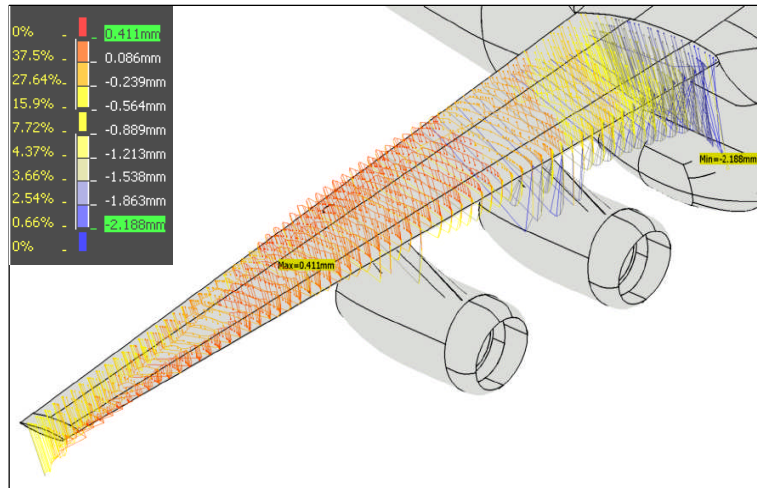 0% 0.411mm
37.5% 0.086mm
27.64% -0.239mm
15.9% -0.564mm
7.72% -0.889mm
4.37% -1.213mm
3.66% -1.538mm
2.54% -1.863mm
0.66% -2.188mm
0%
Min=-2.188mm
Max=0.411mm